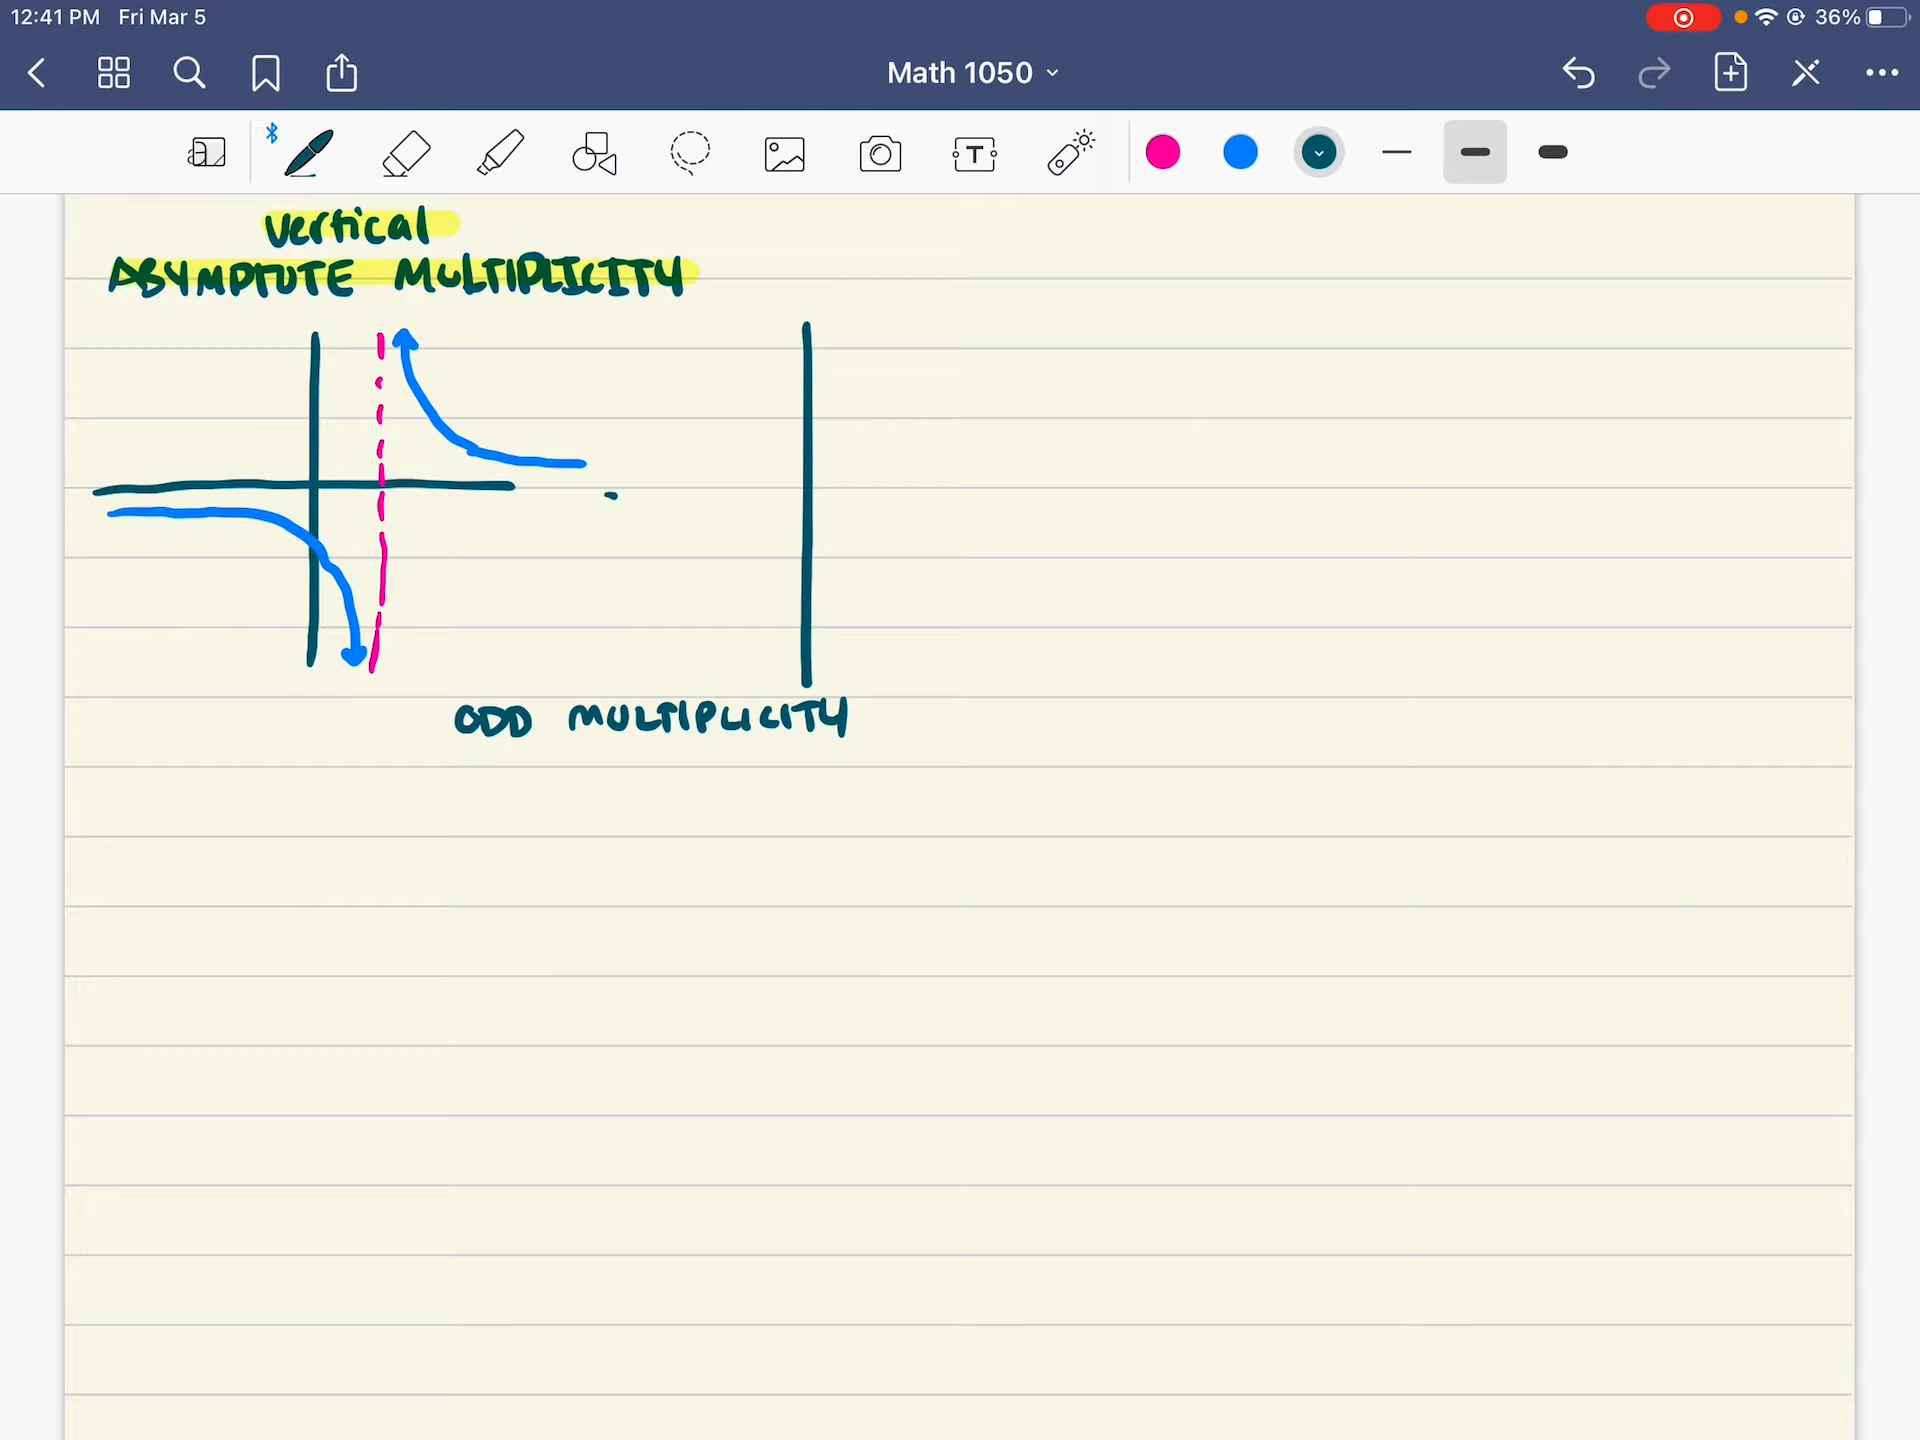 12:41 PM Fri Mar 5 36%
Math 1050
T
vertical
ASYMPTOTE MULTIPLICITY
ODD MULTIPLICITY